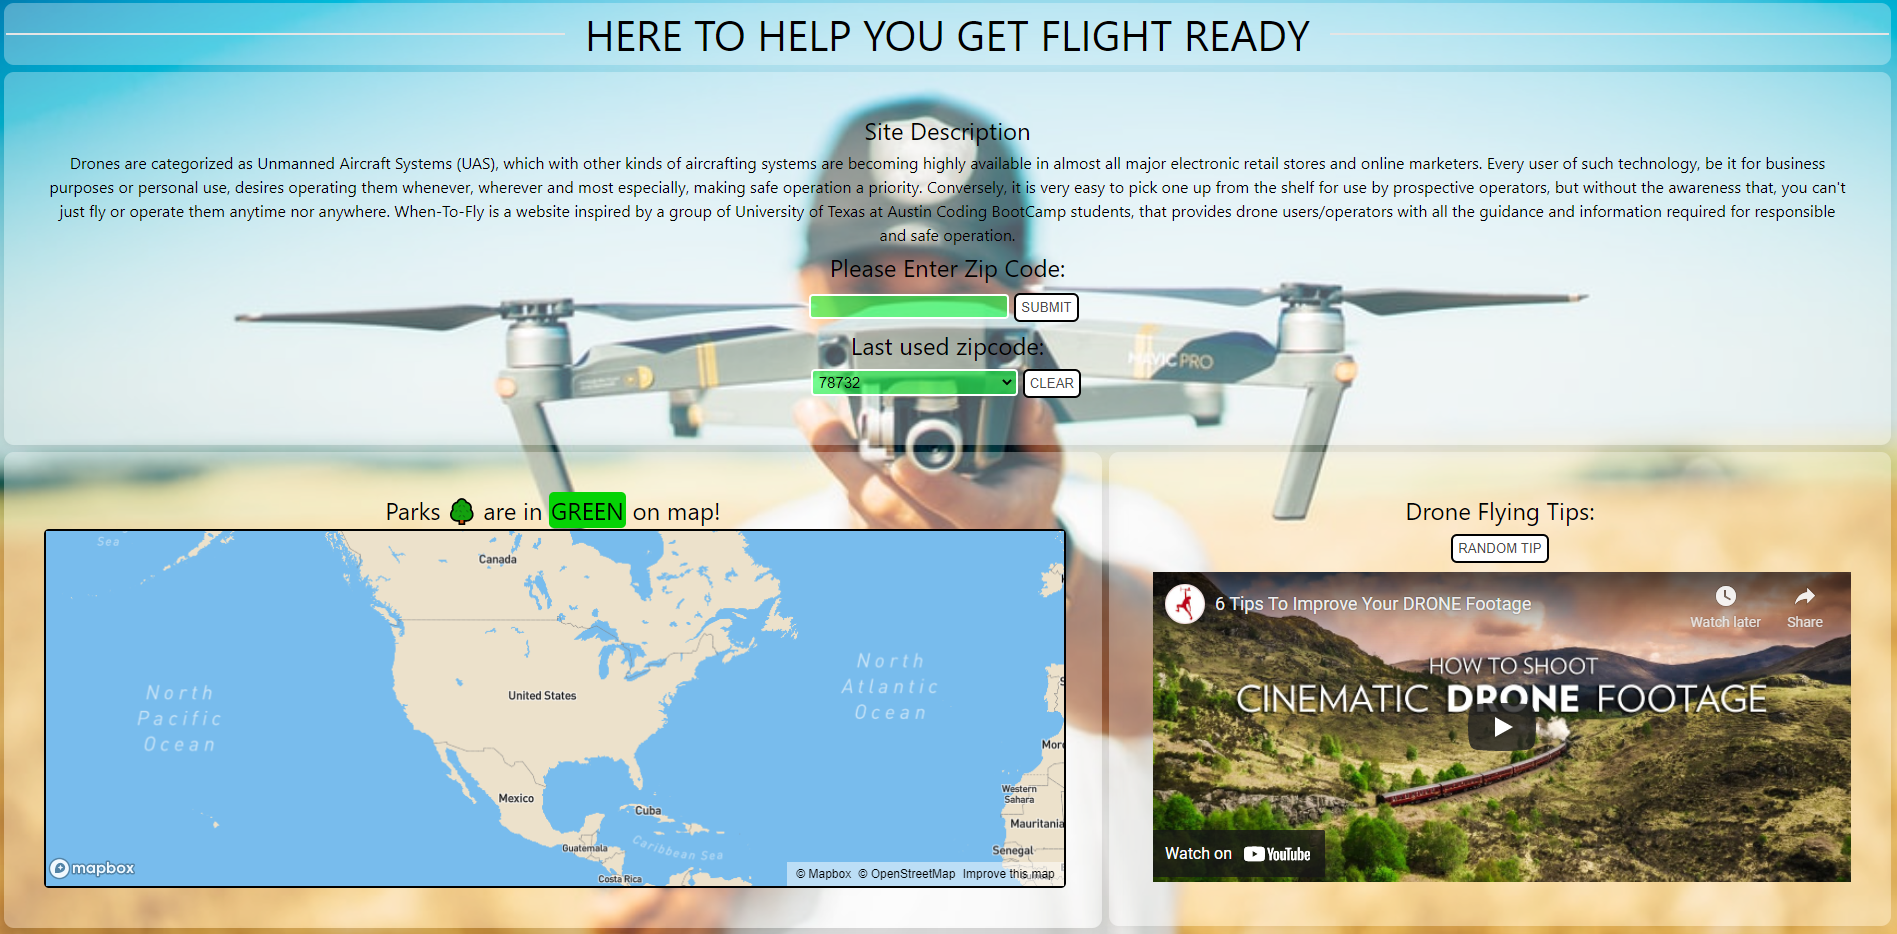 HERE TO HELP YOU GET FLIGHT READY
Site Description
Drones are categorized as Unmanned Aircraft Systems (UAS), which with other kinds of aircrafting systems are becoming highly available in almost all major electronic retail stores and online marketers. Every user of such technology, be it for business
purposes or personal use, desires operating them whenever, wherever and most especially, making safe operation a priority. Conversely, it is very easy to pick one up from the shelf for use by prospective operators, but without the awareness that, you can't
just fly or operate them anytime nor anywhere. When-To-Fly is a website inspired by a group of University of Texas at Austin Coding BootCamp students, that provides drone users/operators with all the guidance and information required for responsible
and safe operation.
Please Enter Zip Code:
SUBMIT
Last used zipcode:
MAVIC PRO
78732 CLEAR
Parks are in GREEN on map!
Sea
Canada
North
Pacific
Ocean
United States
North
Atlantic
Ocean
Mexico
Cuba
Guatemala
Caribbean Sea
Costa Rica
Western
Sahara
Mauritania
Senegal
mapbox
© Mapbox © OpenStreetMap Improve this map
Drone Flying Tips:
RANDOM TIP
6 Tips To Improve Your DRONE Footage
Watch later Share
HOW TO SHOOT
CINEMATIC DRONE FOOTAGE
Watch on YouTube